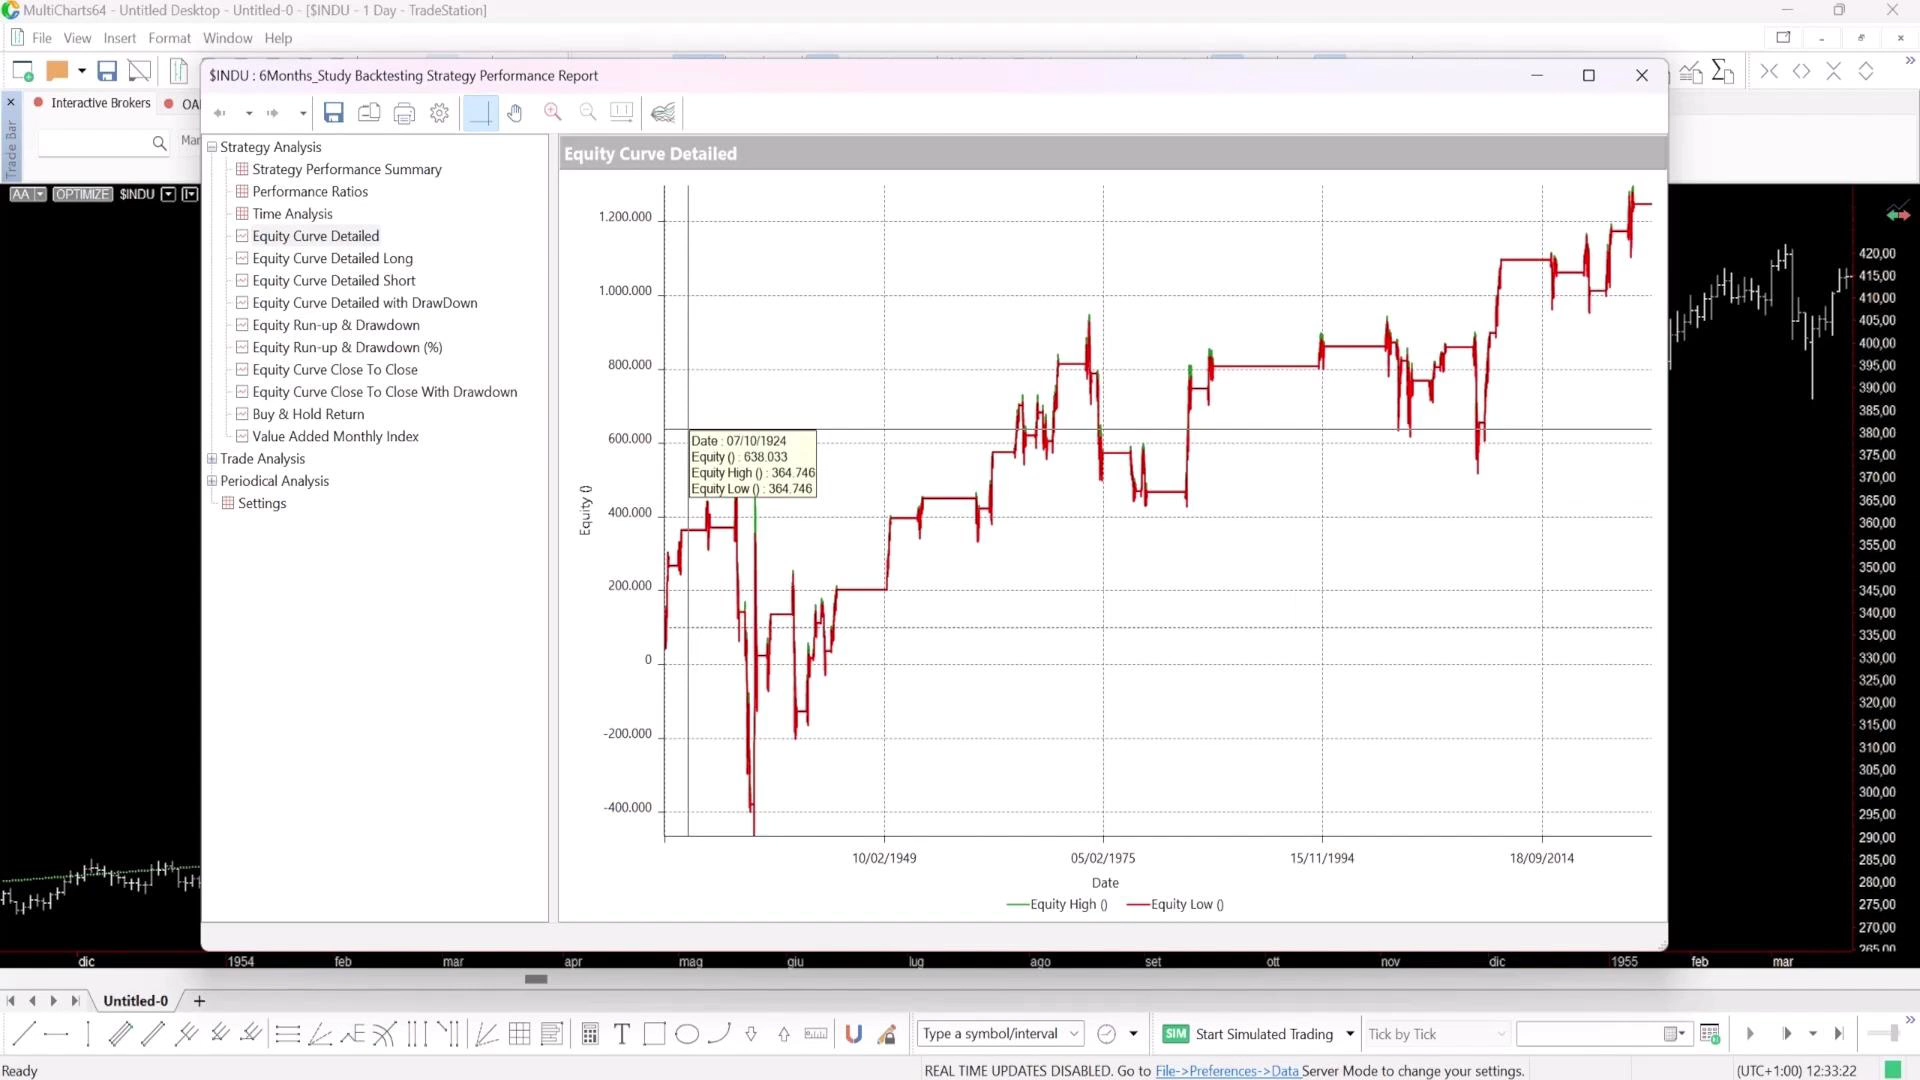 MultiCharts64 - Untitled Desktop - Untitled-0 - [$INDU - 1 Day - TradeStation]
File View Insert Format Window Help
$INDU : 6Months_Study Backtesting Strategy Performance Report
Interactive Brokers
OA
Trade Bar
Mar
AA OPTIMIZE $INDU
Strategy Analysis
Strategy Performance Summary
Performance Ratios
Time Analysis
Equity Curve Detailed
Equity Curve Detailed Long
Equity Curve Detailed Short
Equity Curve Detailed with DrawDown
Equity Run-up & Drawdown
Equity Run-up & Drawdown (%)
Equity Curve Close To Close
Equity Curve Close To Close With Drawdown
Buy & Hold Return
Value Added Monthly Index
Trade Analysis
Periodical Analysis
Settings
Equity Curve Detailed
1.200.000
1.000.000
800.000
600.000
400.000
200.000
0
-200.000
-400.000
Equity ()
Date : 07/10/1924
Equity () : 638.033
Equity High () : 364.746
Equity Low () : 364.746
10/02/1949 05/02/1975 15/11/1994 18/09/2014
Date
Equity High () Equity Low ()
420,00
415,00
410,00
405,00
400,00
395,00
390,00
385,00
380,00
375,00
370,00
365,00
360,00
355,00
350,00
345,00
340,00
335,00
330,00
325,00
320,00
315,00
310,00
305,00
300,00
295,00
290,00
285,00
280,00
275,00
270,00
265,00
dic 1954 feb mar apr mag giu lug ago set ott nov dic 1955 feb mar
Untitled-0
Type a symbol/interval
SIM Start Simulated Trading
Tick by Tick
Ready
REAL TIME UPDATES DISABLED. Go to File->Preferences->Data Server Mode to change your settings.
(UTC+1:00) 12:33:22